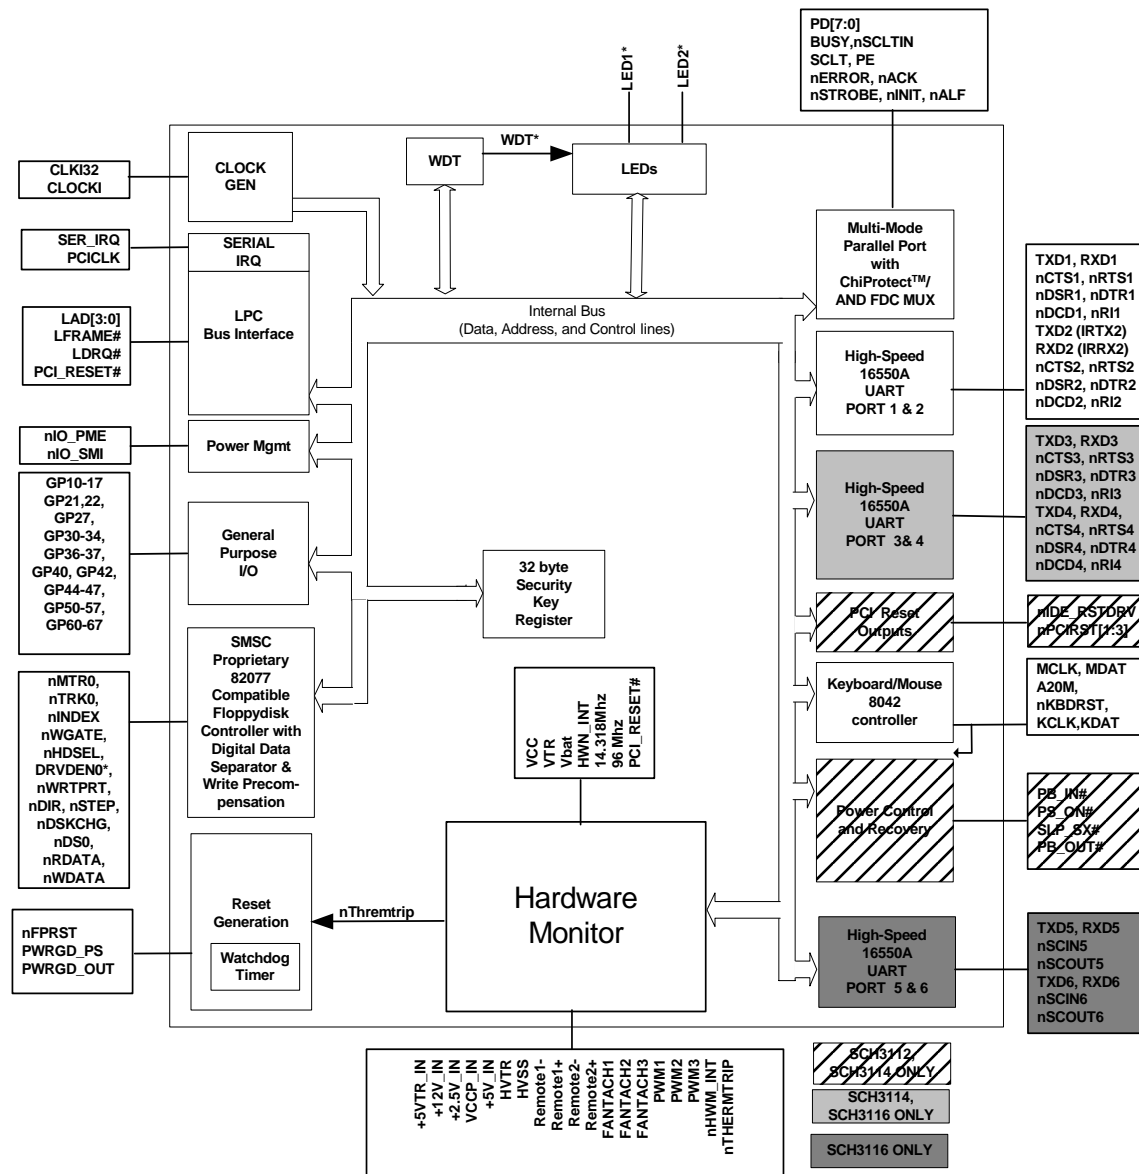 LED1*
LED2*
PD[7:0]
BUSY,nSCLTIN
SCLT, PE
nERROR, nACK
nSTROBE, nINIT, nALF
CLKI32
CLOCKI
CLOCK
GEN
WDT
WDT*
LEDs
SER_IRQ
PCICLK
SERIAL
IRQ
LAD[3:0]
LFRAME#
LDRQ#
PCI_RESET#
LPC
Bus Interface
Internal Bus
(Data, Address, and Control lines)
Multi-Mode
Parallel Port
with
ChiProtect™/
AND FDC MUX
High-Speed
16550A
UART
PORT 1 & 2
TXD1, RXD1
nCTS1, nRTS1
nDSR1, nDTR1
nDCD1, nRI1
TXD2 (IRTX2)
RXD2 (IRRX2)
nCTS2, nRTS2
nDSR2, nDTR2
nDCD2, nRI2
nIO_PME
nIO_SMI
Power Mgmt
High-Speed
16550A
UART
PORT 3& 4
TXD3, RXD3
nCTS3, nRTS3
nDSR3, nDTR3
nDCD3, nRI3
TXD4, RXD4,
nCTS4, nRTS4
nDSR4, nDTR4
nDCD4, nRI4
GP10-17
GP21,22,
GP27,
GP30-34,
GP36-37,
GP40, GP42,
GP44-47,
GP50-57,
GP60-67
General
Purpose
I/O
32 byte
Security
Key
Register
PCI Reset
Outputs
nIDE_RSTDRV
nPCIRST[1:3]
nMTR0,
nTRK0,
nINDEX
nWGATE,
nHDSEL,
DRVDEN0*,
nWRTPRT,
nDIR, nSTEP,
nDSKCHG,
nDS0,
nRDATA,
nWDATA
SMSC
Proprietary
82077
Compatible
Floppydisk
Controller with
Digital Data
Separator &
Write Precom-
pensation
VCC
VTR
Vbat
HWN_INT
14.318Mhz
96 Mhz
PCI_RESET#
Keyboard/Mouse
8042
controller
MCLK, MDAT
A20M,
nKBDRST,
KCLK,KDAT
Power Control
and Recovery
PB_IN#
PS_ON#
SLP_SX#
PB_OUT#
nFPRST
PWRGD_PS
PWRGD_OUT
Reset
Generation
Watchdog
Timer
nThremtrip
Hardware
Monitor
High-Speed
16550A
UART
PORT 5 & 6
TXD5, RXD5
nSCIN5
nSCOUT5
TXD6, RXD6
nSCIN6
nSCOUT6
+5VTR_IN
+12V_IN
+2.5V_IN
VCCP_IN
+5V_IN
HVTR
HVSS
Remote1-
Remote1+
Remote2-
Remote2+
FANTACH1
FANTACH2
FANTACH3
PWM1
PWM2
PWM3
nHWM_INT
nTHERMTRIP
SCH3112,
SCH3114 ONLY
SCH3114,
SCH3116 ONLY
SCH3116 ONLY